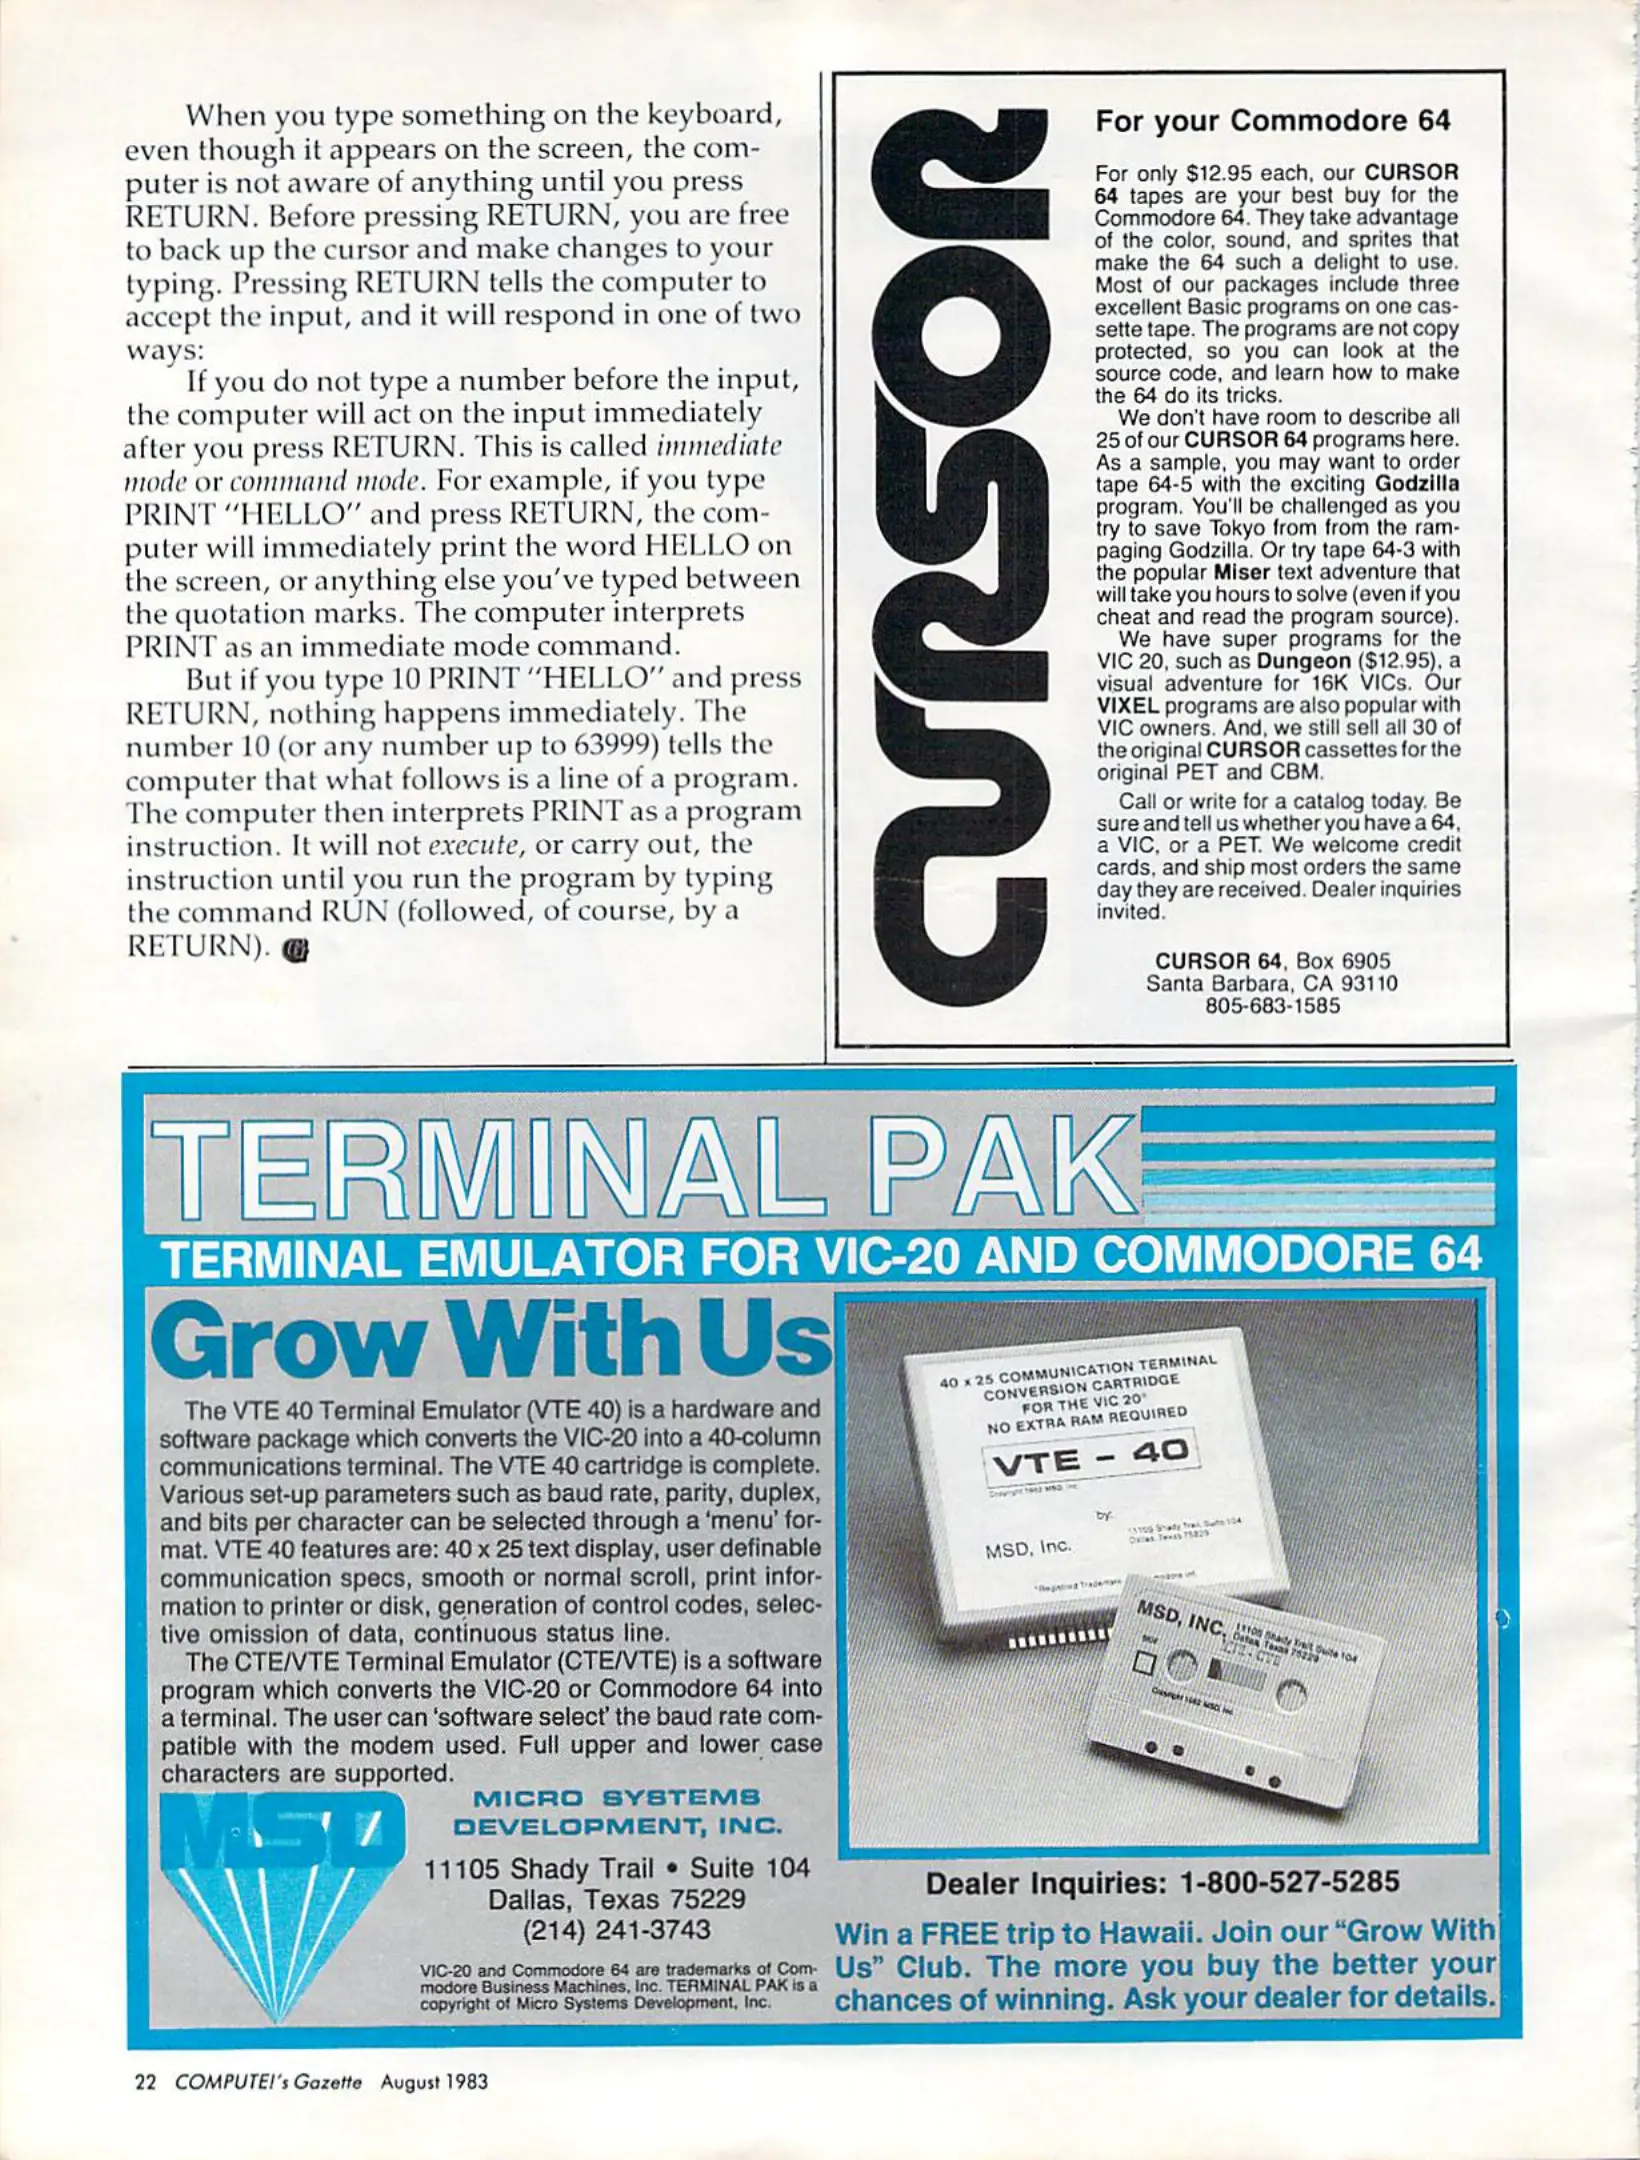 When you type something on the keyboard,
even though it appears on the screen, the com-
puter is not aware of anything until you press
RETURN. Before pressing RETURN, you are free
to back up the cursor and make changes to your
typing. Pressing RETURN tells the computer to
accept the input, and it will respond in one of two
ways:
If you do not type a number before the input,
the computer will act on the input immediately
after you press RETURN. This is called immediate
mode or command mode. For example, if you type
PRINT "HELLO" and press RETURN, the com-
puter will immediately print the word HELLO on
the screen, or anything else you've typed between
the quotation marks. The computer interprets
PRINT as an immediate mode command.
But if you type 10 PRINT "HELLO" and press
RETURN, nothing happens immediately. The
number 10 (or any number up to 63999) tells the
computer that what follows is a line of a program.
The computer then interprets PRINT as a program
instruction. It will not execute, or carry out, the
instruction until you run the program by typing
the command RUN (followed, of course, by a
RETURN). G
CURSOR
For your Commodore 64
For only $12.95 each, our CURSOR
64 tapes are your best buy for the
Commodore 64. They take advantage
of the color, sound, and sprites that
make the 64 such a delight to use.
Most of our packages include three
excellent Basic programs on one cas-
sette tape. The programs are not copy
protected, so you can look at the
source code, and learn how to make
the 64 do its tricks.
We don't have room to describe all
25 of our CURSOR 64 programs here.
As a sample, you may want to order
tape 64-5 with the exciting Godzilla
program. You'll be challenged as you
try to save Tokyo from from the ram-
paging Godzilla. Or try tape 64-3 with
the popular Miser text adventure that
will take you hours to solve (even if you
cheat and read the program source).
We have super programs for the
VIC 20, such as Dungeon ($12.95), a
visual adventure for 16K VICs. Our
VIXEL programs are also popular with
VIC owners. And, we still sell all 30 of
the original CURSOR cassettes for the
original PET and CBM.
Call or write for a catalog today. Be
sure and tell us whether you have a 64,
a VIC, or a PET. We welcome credit
cards, and ship most orders the same
day they are received. Dealer inquiries
invited.
CURSOR 64, Box 6905
Santa Barbara, CA 93110
805-683-1585
TERMINAL PAK
TERMINAL EMULATOR FOR VIC-20 AND COMMODORE 64
Grow With Us
The VTE 40 Terminal Emulator (VTE 40) is a hardware and
software package which converts the VIC-20 into a 40-column
communications terminal. The VTE 40 cartridge is complete.
Various set-up parameters such as baud rate, parity, duplex,
and bits per character can be selected through a 'menu' for-
mat. VTE 40 features are: 40 x 25 text display, user definable
communication specs, smooth or normal scroll, print infor-
mation to printer or disk, generation of control codes, selec-
tive omission of data, continuous status line.
The CTE/VTE Terminal Emulator (CTE/VTE) is a software
program which converts the VIC-20 or Commodore 64 into
a terminal. The user can 'software select' the baud rate com-
patible with the modem used. Full upper and lower case
characters are supported.
MSD
MICRO SYSTEMS
DEVELOPMENT, INC.
11105 Shady Trail • Suite 104
Dallas, Texas 75229
(214) 241-3743
VIC-20 and Commodore 64 are trademarks of Com-
modore Business Machines, Inc. TERMINAL PAK is a
copyright of Micro Systems Development, Inc.
40 x 25 COMMUNICATION TERMINAL
CONVERSION CARTRIDGE
FOR THE VIC 20*
NO EXTRA RAM REQUIRED
VTE - 40
Copyright 1982 MSD, Inc.
by:
MSD, Inc.
11105 Shady Trail, Suite 104
Dallas, Texas 75229
*Registered Trademark
MSD, INC.
11105 Shady Trail Suite 104
Dallas, Texas 75229
Copyright 1982 MSD, Inc.
Dealer Inquiries: 1-800-527-5285
Win a FREE trip to Hawaii. Join our "Grow With
Us" Club. The more you buy the better your
chances of winning. Ask your dealer for details.
22 COMPUTE!'s Gazette August 1983